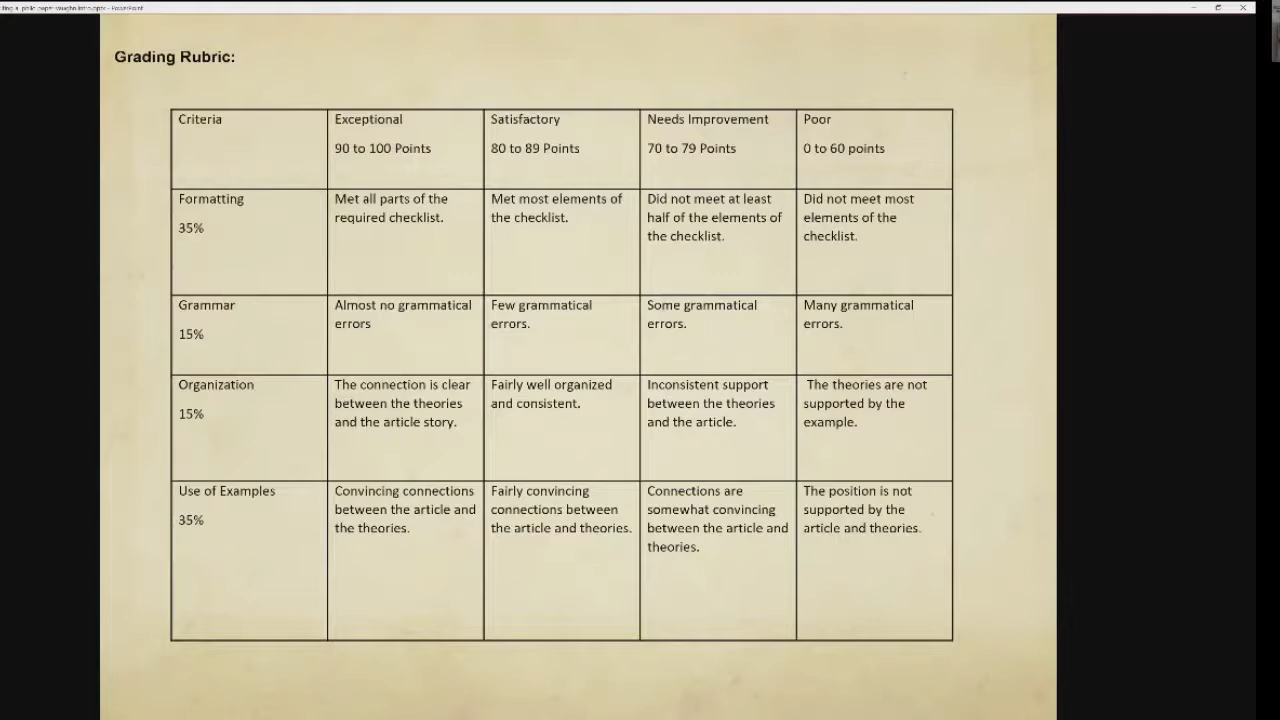 Grading Rubric:
Criteria
Exceptional
90 to 100 Points
Satisfactory
80 to 89 Points
Needs Improvement
70 to 79 Points
Poor
0 to 60 points
Formatting
35%
Met all parts of the
required checklist.
Met most elements of
the checklist.
Did not meet at least
half of the elements of
the checklist.
Did not meet most
elements of the
checklist.
Grammar
15%
Almost no grammatical
errors
Few grammatical
errors.
Some grammatical
errors.
Many grammatical
errors.
Organization
15%
The connection is clear
between the theories
and the article story.
Fairly well organized
and consistent.
Inconsistent support
between the theories
and the article.
The theories are not
supported by the
example.
Use of Examples
35%
Convincing connections
between the article and
the theories.
Fairly convincing
connections between
the article and theories.
Connections are
somewhat convincing
between the article and
theories.
The position is not
supported by the
article and theories.